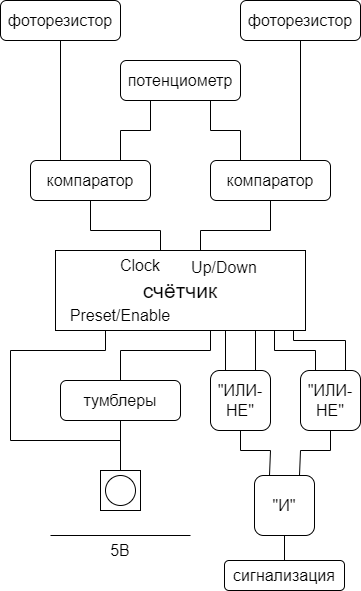 фоторезистор
фоторезистор
потенциометр
компаратор
компаратор
Clock
Up/Down
счётчик
Preset/Enable
тумблеры
"ИЛИ-
НЕ"
"ИЛИ-
НЕ"
"И"
5В
сигнализация